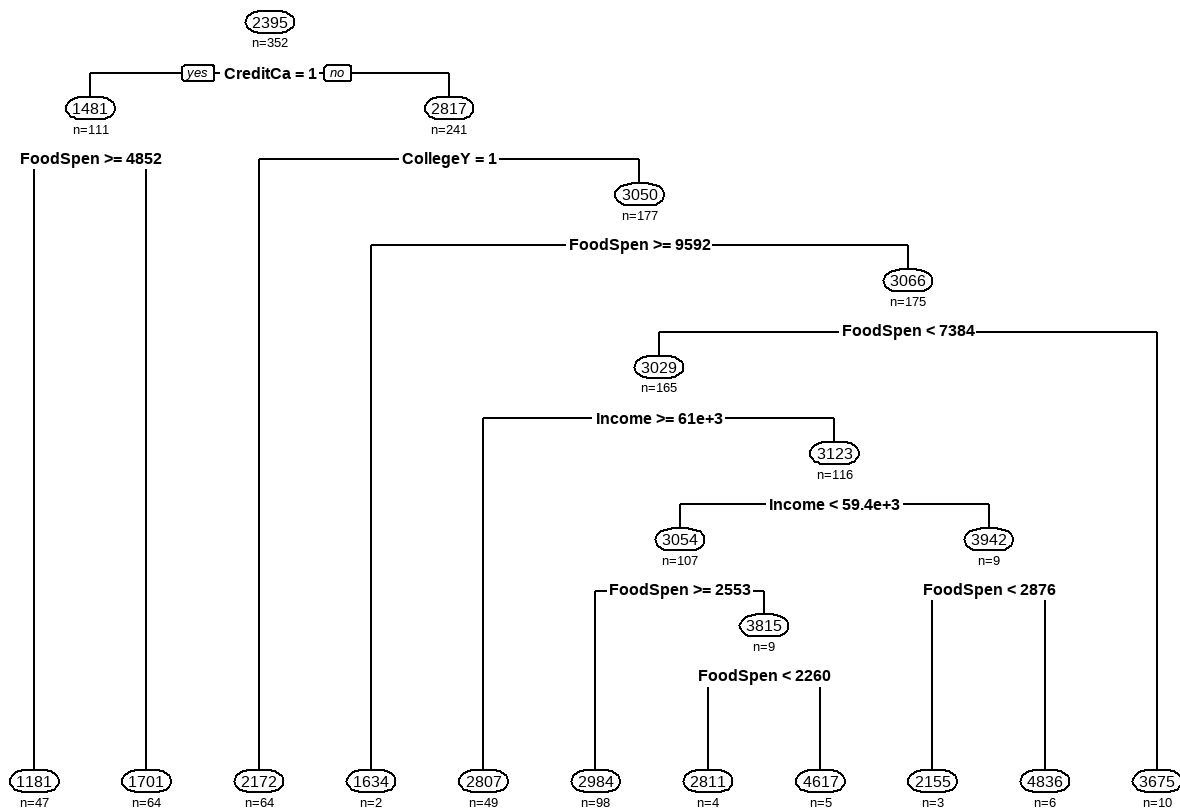 2395
n=352
yes CreditCa = 1 no
1481 2817
n=111 n=241
FoodSpen >= 4852 CollegeY = 1
3050
n=177
FoodSpen >= 9592
3066
n=175
FoodSpen < 7384
3029
n=165
Income >= 61e+3
3123
n=116
Income < 59.4e+3
3054 3942
n=107 n=9
FoodSpen >= 2553 FoodSpen < 2876
3815
n=9
FoodSpen < 2260
1181 1701 2172 1634 2807 2984 2811 4617 2155 4836 3675
n=47 n=64 n=64 n=2 n=49 n=98 n=4 n=5 n=3 n=6 n=10